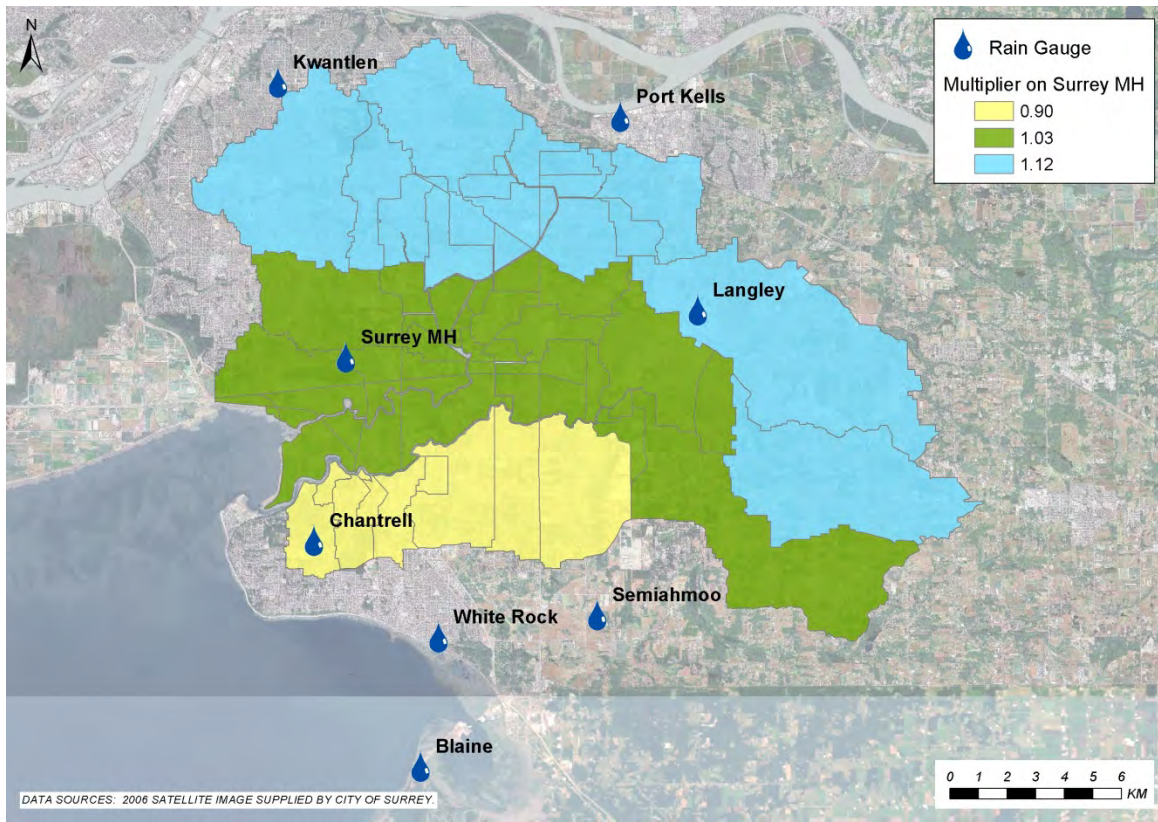 N
Kwantlen
Port Kells
Rain Gauge
Multiplier on Surrey MH
0.90
1.03
1.12
Langley
Surrey MH
Chantrell
Semiahmoo
White Rock
Blaine
DATA SOURCES: 2006 SATELLITE IMAGE SUPPLIED BY CITY OF SURREY.
0 1 2 3 4 5 6
KM